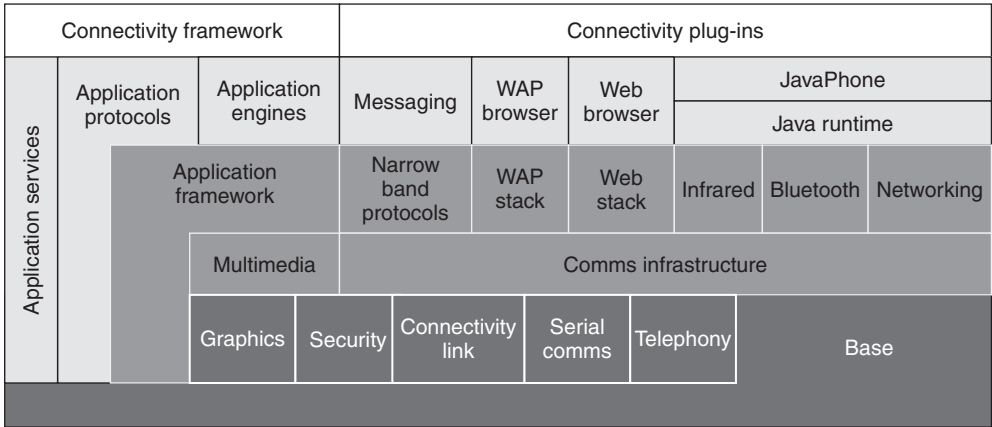 Connectivity framework
Connectivity plug-ins
Application services
Application
protocols
Application
engines
Messaging
WAP
browser
Web
browser
JavaPhone
Java runtime
Application
framework
Narrow
band
protocols
WAP
stack
Web
stack
Infrared
Bluetooth
Networking
Multimedia
Comms infrastructure
Graphics
Security
Connectivity
link
Serial
comms
Telephony
Base